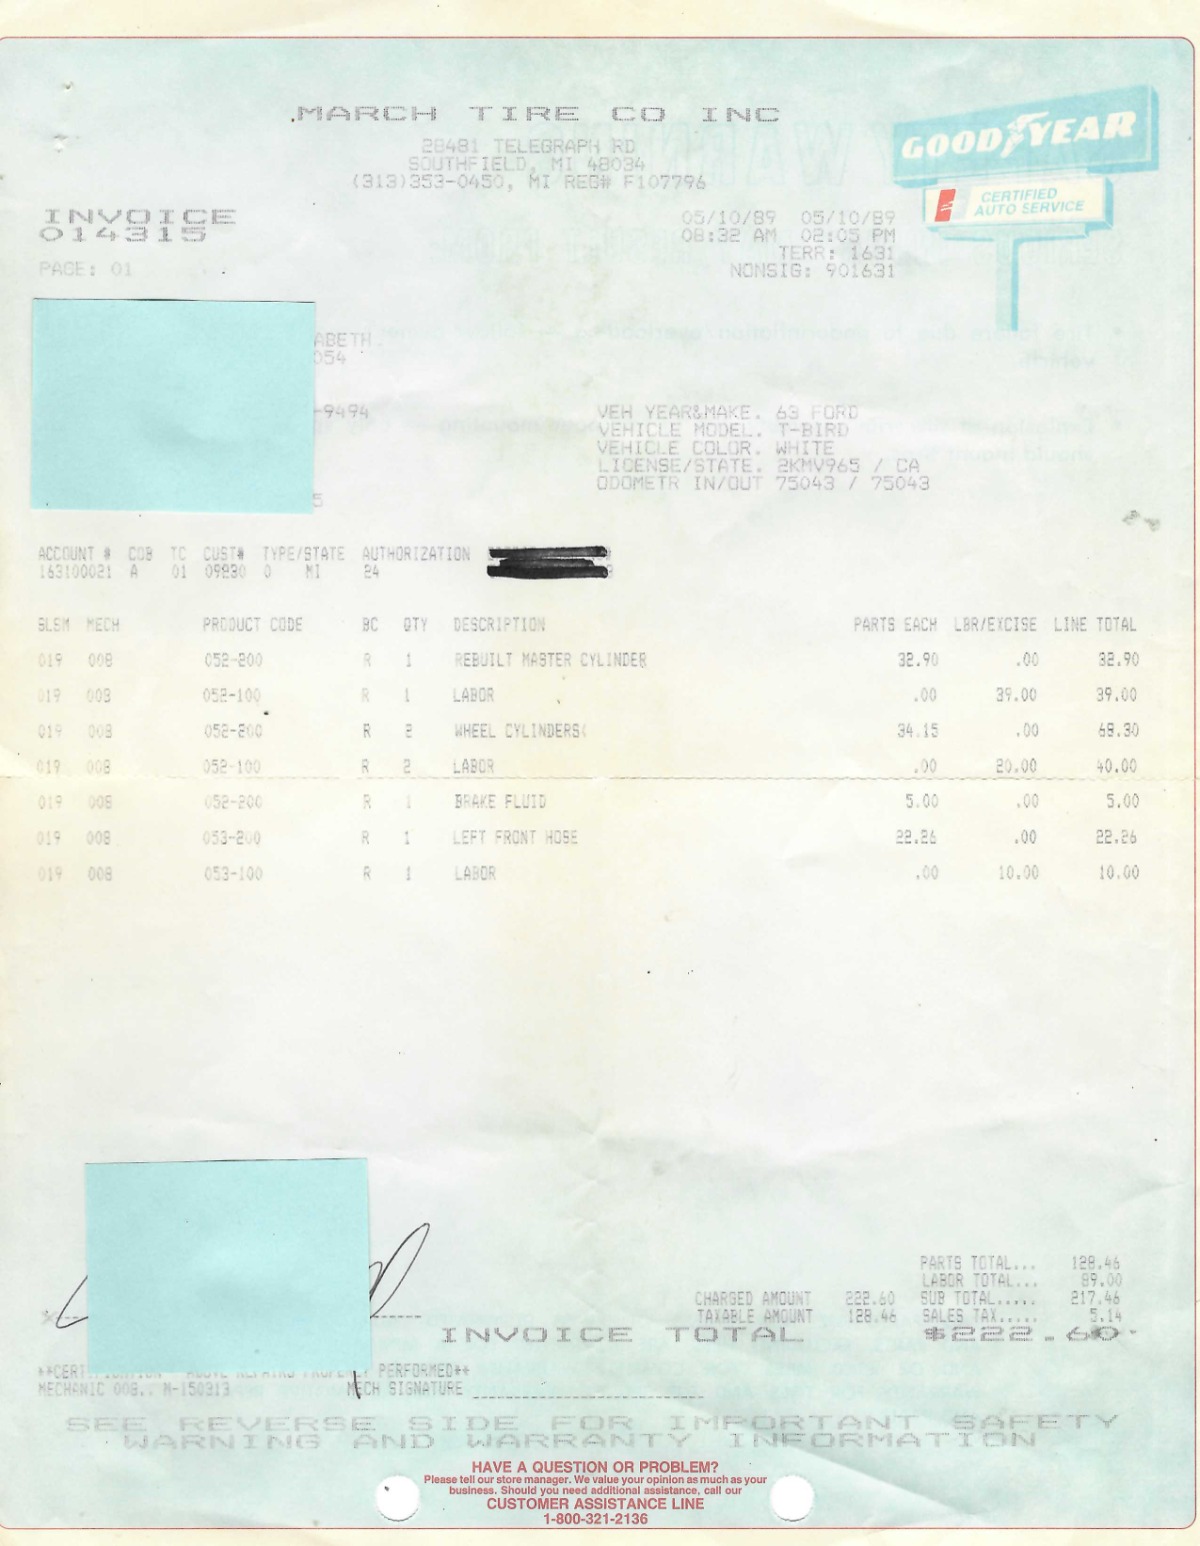 MARCH TIRE CO INC
28481 TELEGRAPH RD
SOUTHFIELD, MI 48034
(313)353-0450, MI REG# F107796
GOODYEAR
CERTIFIED
AUTO SERVICE
INVOICE
014315
PAGE: 01
05/10/89 05/10/89
08:32 AM 02:05 PM
TERR: 1631
NONSIG: 901631
ABETH
054
-9494
5
VEH YEAR&MAKE. 63 FORD
VEHICLE MODEL. T-BIRD
VEHICLE COLOR. WHITE
LICENSE/STATE. 2KMV965 / CA
ODOMETR IN/OUT 75043 / 75043
ACCOUNT # COB TC CUST# TYPE/STATE AUTHORIZATION
163100021 A 01 09230 0 MI 24
SLSM MECH PRODUCT CODE BC QTY DESCRIPTION PARTS EACH LBR/EXCISE LINE TOTAL
019 008 052-200 R 1 REBUILT MASTER CYLINDER 32.90 .00 32.90
019 008 052-100 R 1 LABOR .00 39.00 39.00
019 008 052-200 R 2 WHEEL CYLINDERS 34.15 .00 68.30
019 008 052-100 R 2 LABOR .00 20.00 40.00
019 008 052-200 R 1 BRAKE FLUID 5.00 .00 5.00
019 008 053-200 R 1 LEFT FRONT HOSE 22.26 .00 22.26
019 008 053-100 R 1 LABOR .00 10.00 10.00
PARTS TOTAL... 128.46
LABOR TOTAL... 89.00
CHARGED AMOUNT 222.60 SUB TOTAL..... 217.46
TAXABLE AMOUNT 128.46 SALES TAX..... 5.14
X
INVOICE TOTAL $222.60
**CERTIFICATION ABOVE REPAIRS PROPERLY PERFORMED**
MECHANIC 008.. M-150313 MECH SIGNATURE
SEE REVERSE SIDE FOR IMPORTANT SAFETY
WARNING AND WARRANTY INFORMATION
HAVE A QUESTION OR PROBLEM?
Please tell our store manager. We value your opinion as much as your
business. Should you need additional assistance, call our
CUSTOMER ASSISTANCE LINE
1-800-321-2136